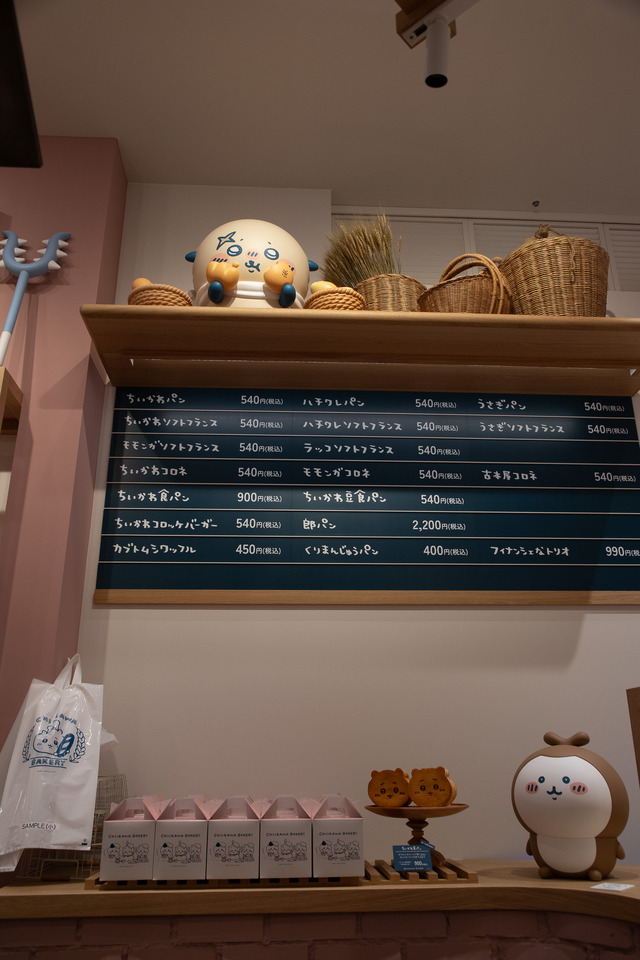 ちいかわパン 540円(税込) ハチワレパン 540円(税込) うさぎパン 540円(税込)
ちいかわソフトフランス 540円(税込) ハチワレソフトフランス 540円(税込) うさぎソフトフランス 540円(税込)
モモンガソフトフランス 540円(税込) ラッコソフトフランス 540円(税込)
ちいかわコロネ 540円(税込) モモンガコロネ 540円(税込) 古本屋コロネ 540円(税込)
ちいかわ食パン 900円(税込) ちいかわ豆食パン 540円(税込)
ちいかわコロッケバーガー 540円(税込) 郎パン 2,200円(税込)
カブトムシワッフル 450円(税込) くりまんじゅうパン 400円(税込) フィナンシェなトリオ 990円(税込)
CHIIKAWA
BAKERY
SAMPLE(小)
CHIIKAWA BAKERY
CHIIKAWA BAKERY
CHIIKAWA BAKERY
CHIIKAWA BAKERY
CHIIKAWA BAKERY